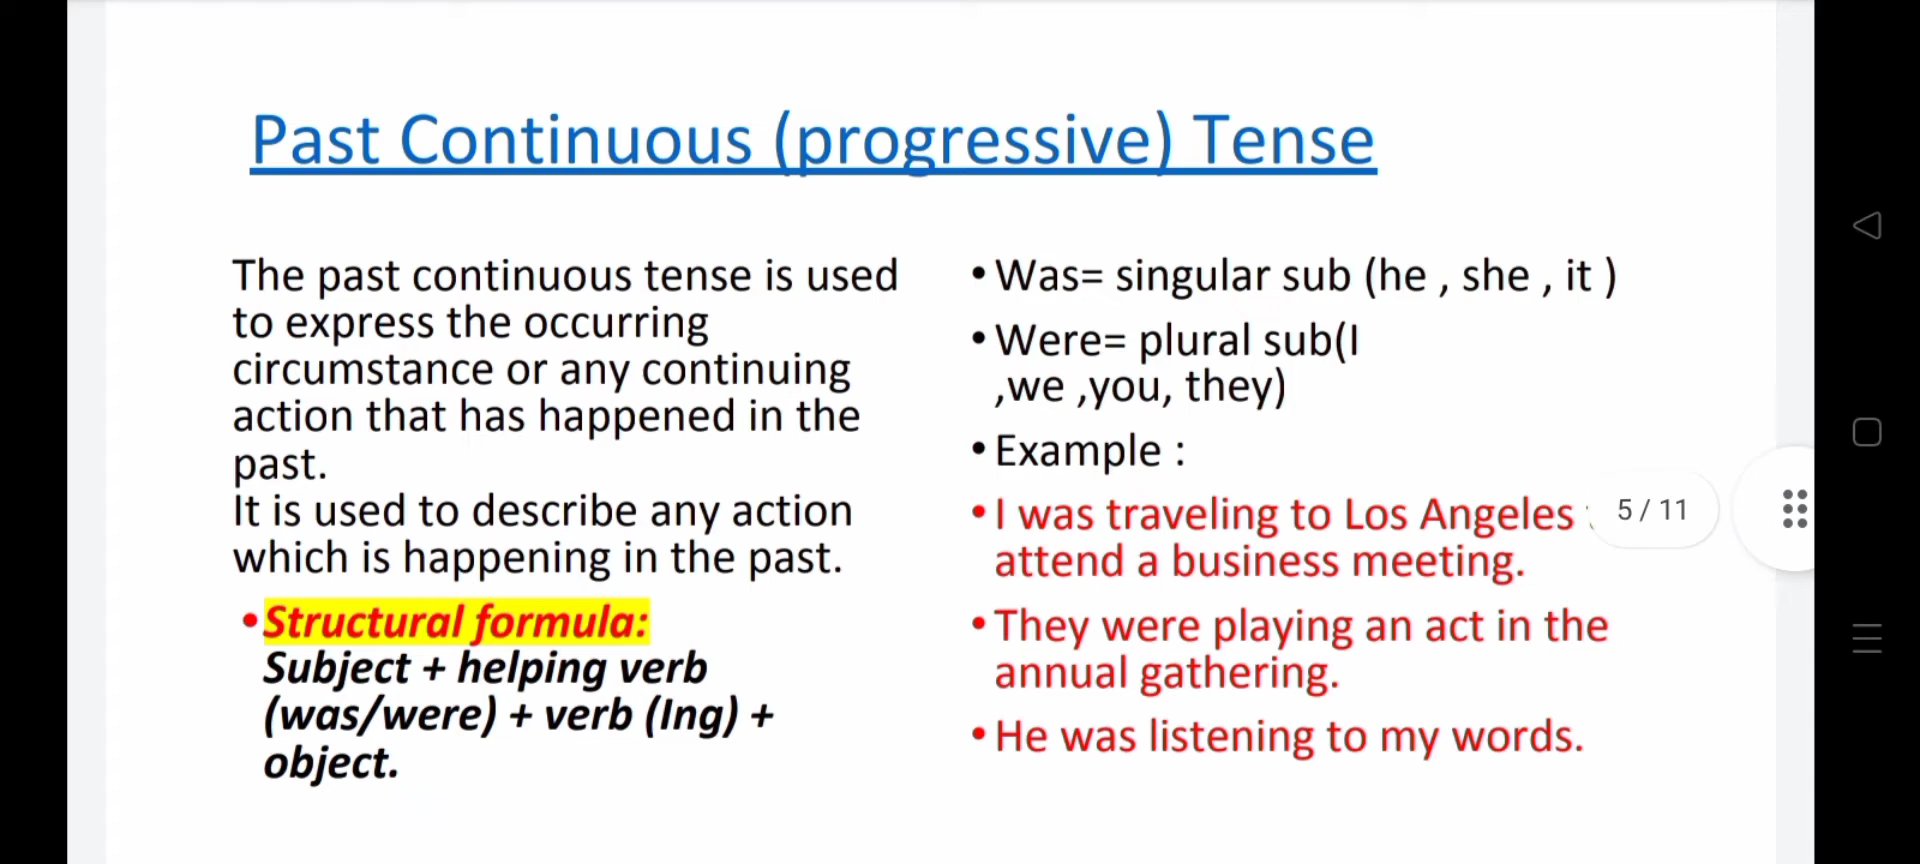 Past Continuous (progressive) Tense
The past continuous tense is used
to express the occurring
circumstance or any continuing
action that has happened in the
past.
It is used to describe any action
which is happening in the past.
•Structural formula:
Subject + helping verb
(was/were) + verb (Ing) +
object.
•Was= singular sub (he , she , it )
•Were= plural sub(I
,we ,you, they)
•Example :
•I was traveling to Los Angeles
attend a business meeting.
•They were playing an act in the
annual gathering.
•He was listening to my words.
5 / 11